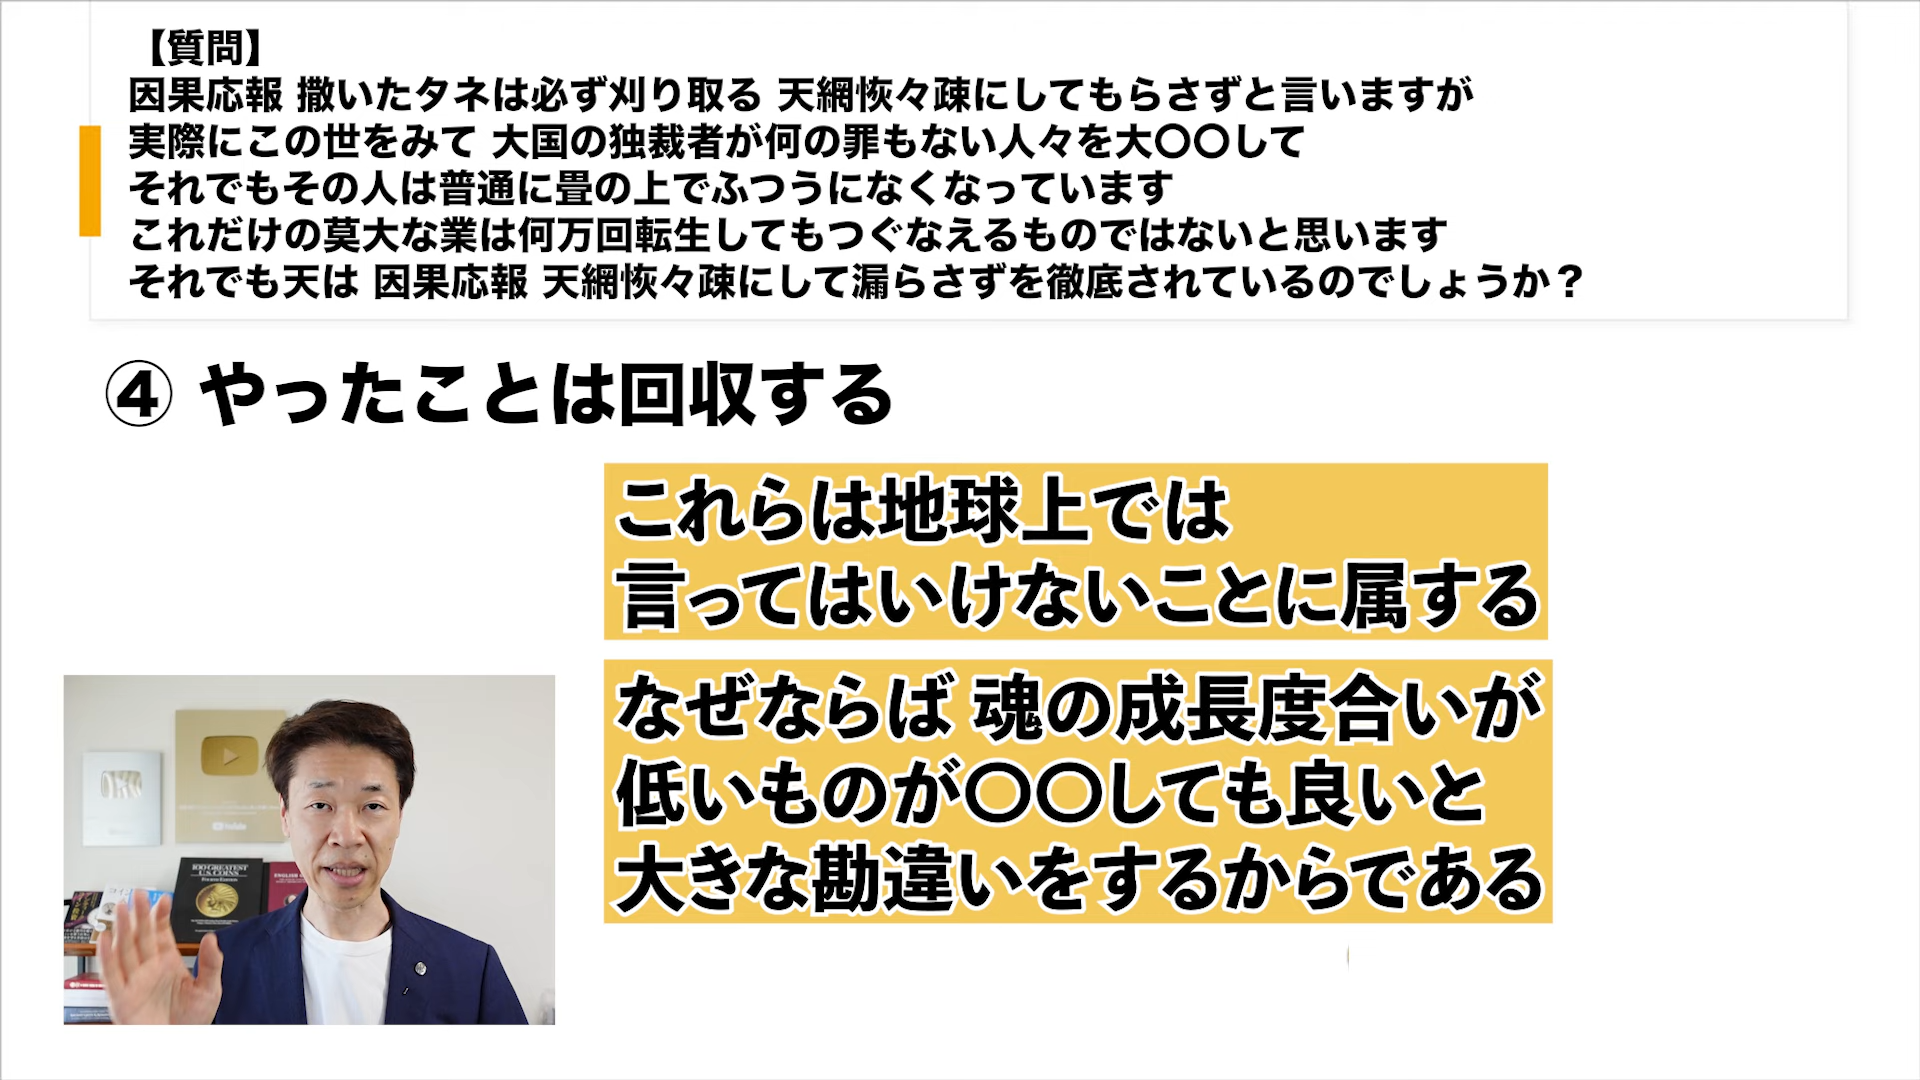 【質問】
因果応報 撒いたタネは必ず刈り取る 天網恢々疎にしてもらさずと言いますが
実際にこの世をみて 大国の独裁者が何の罪もない人々を大〇〇して
それでもその人は普通に畳の上でふつうになくなっています
これだけの莫大な業は何万回転生してもつぐなえるものではないと思います
それでも天は 因果応報 天網恢々疎にして漏らさずを徹底されているのでしょうか？
④ やったことは回収する
これらは地球上では
言ってはいけないことに属する
なぜならば 魂の成長度合いが
低いものが〇〇しても良いと
大きな勘違いをするからである
100 GREATEST
U.S. COINS